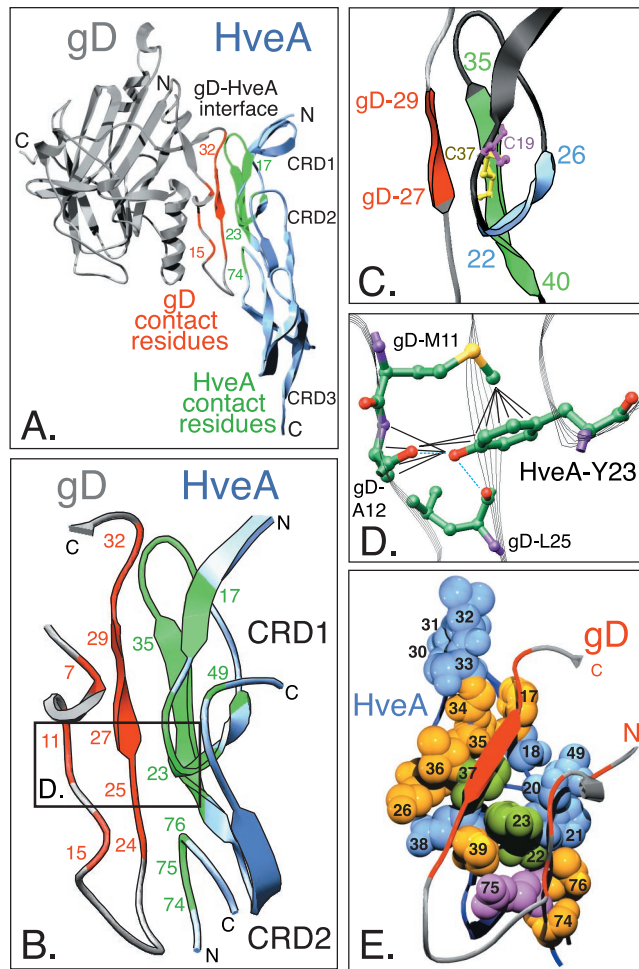 gD HveA
gD-HveA
interface
N
N
C
32
17
CRD1
CRD2
23
15
74
gD
contact
residues
HveA
contact
residues
CRD3
C
A.
gD HveA
C
32
N
17
CRD1
29
35
7
49
C
11
27
D.
23
25
76
15
24
75
74
C
N
CRD2
B.
35
gD-29
C37
C19
26
gD-27
22
40
C.
gD-M11
HveA-Y23
gD-
A12
gD-L25
D.
31
32
30
33
gD
C
HveA
34
17
N
35
18
49
36
37
20
26
23
21
38
39
22
75
76
74
E.